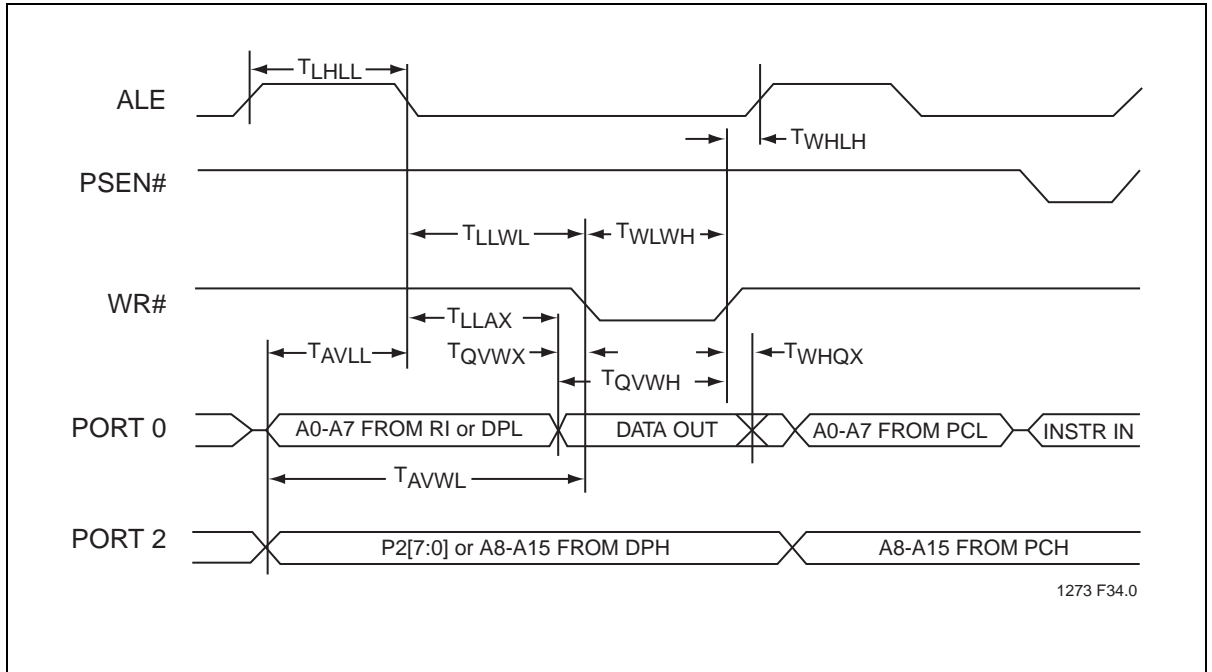 TLHLL
ALE
TWHLH
PSEN#
TLLWL
TWLWH
WR#
TLLAX
TAVLL
TQVWX
TWHQX
TQVWH
PORT 0
A0-A7 FROM RI or DPL
DATA OUT
A0-A7 FROM PCL
INSTR IN
TAVWL
PORT 2
P2[7:0] or A8-A15 FROM DPH
A8-A15 FROM PCH
1273 F34.0